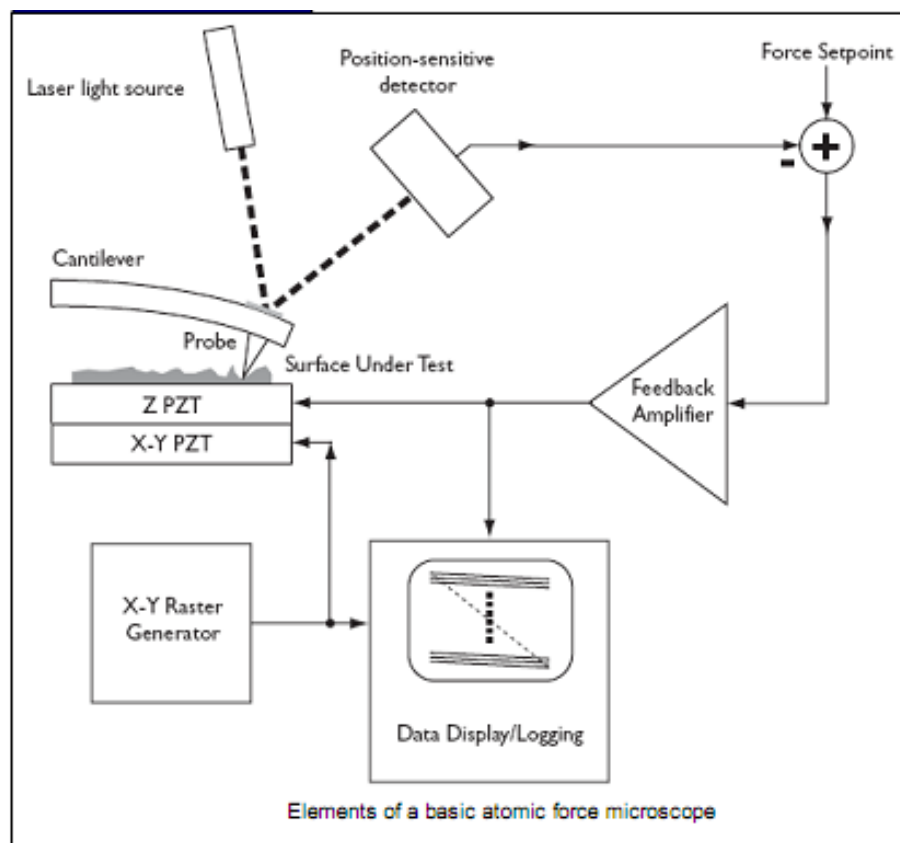 Laser light source
Position-sensitive
detector
Force Setpoint
+
-
Cantilever
Probe
Surface Under Test
Z PZT
X-Y PZT
Feedback
Amplifier
X-Y Raster
Generator
Data Display/Logging
Elements of a basic atomic force microscope